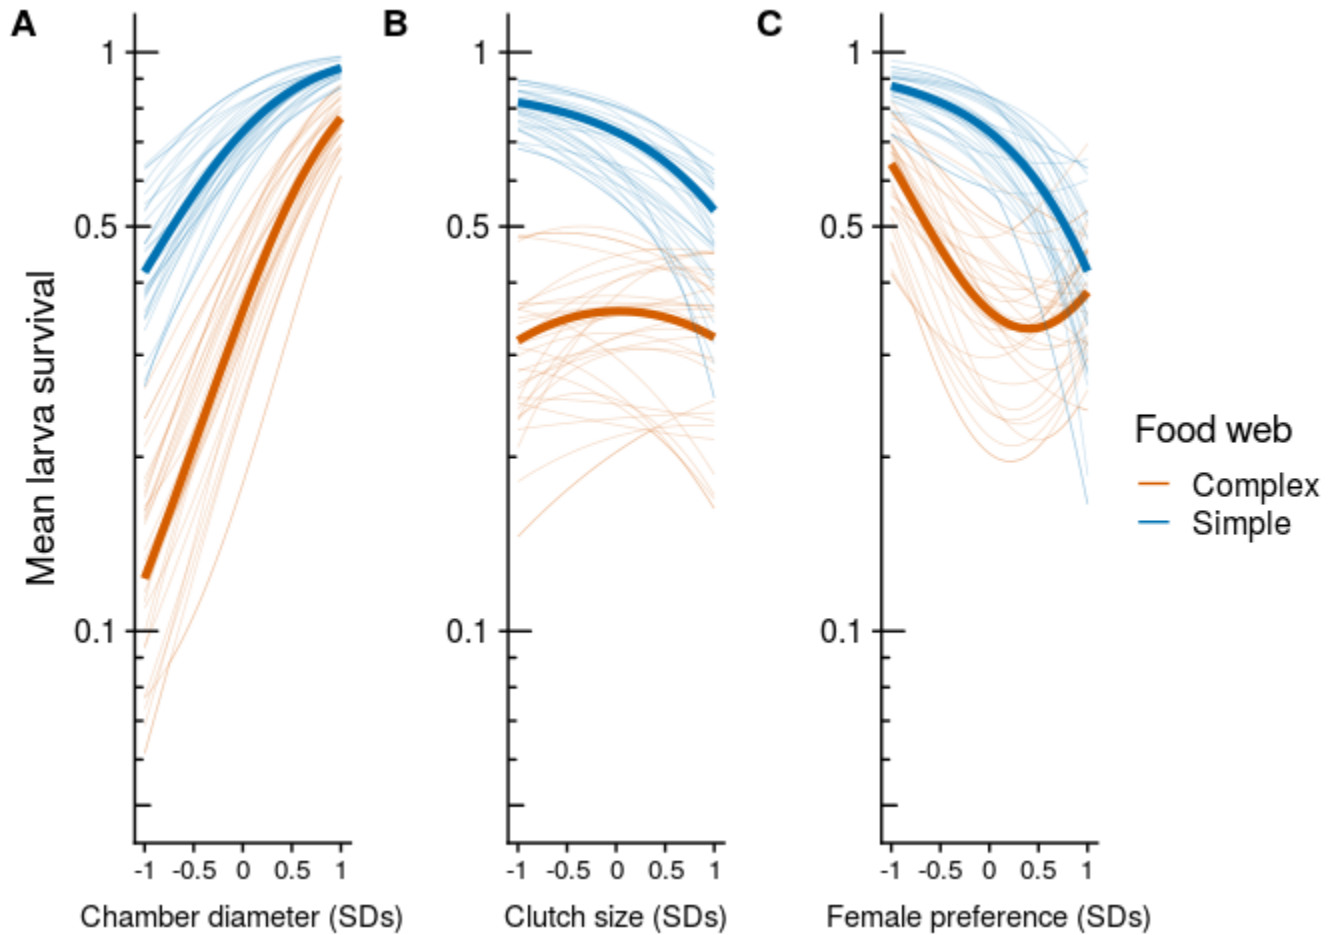 A
B
C
1
0.5
0.1
1
0.5
0.1
1
0.5
0.1
Mean larva survival
-1 -0.5 0 0.5 1
-1 -0.5 0 0.5 1
-1 -0.5 0 0.5 1
Chamber diameter (SDs)
Clutch size (SDs)
Female preference (SDs)
Food web
Complex
Simple